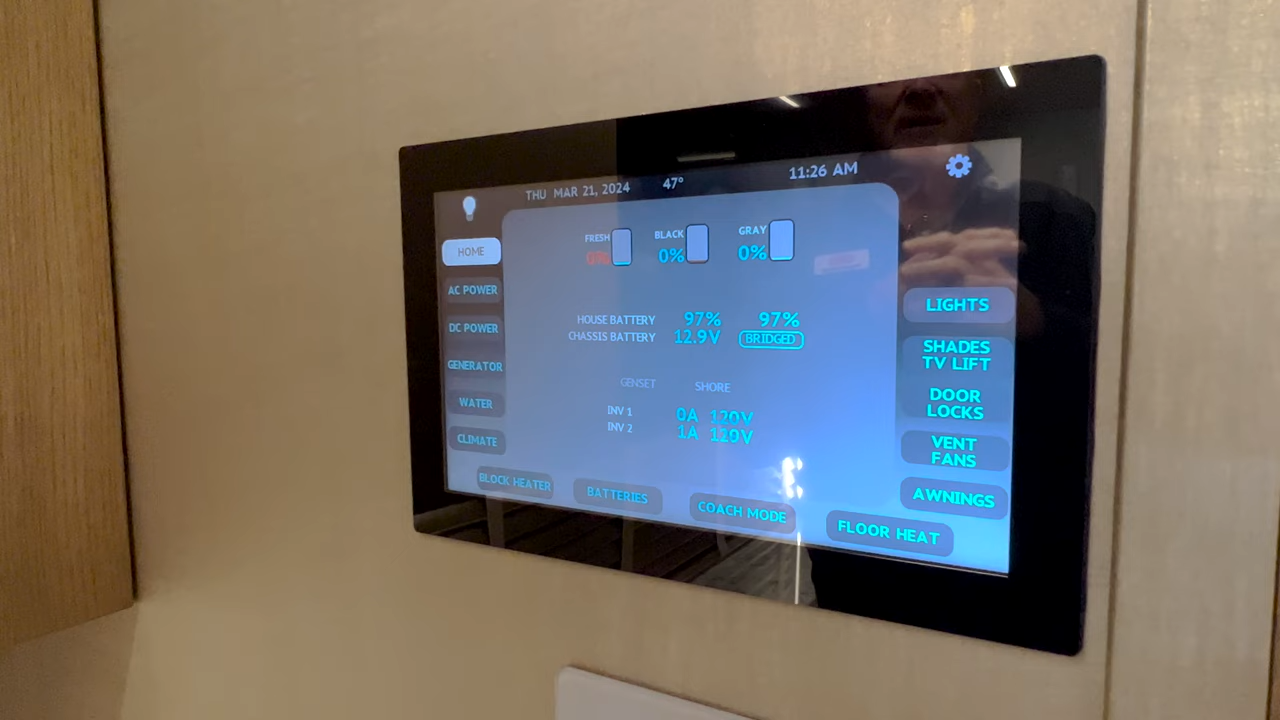 THU MAR 21, 2024 47° 11:26 AM
HOME
AC POWER
DC POWER
GENERATOR
WATER
CLIMATE
FRESH
0%
BLACK
0%
GRAY
0%
HOUSE BATTERY 97% 97%
CHASSIS BATTERY 12.9V BRIDGED
GENSET SHORE
INV 1 0A 120V
INV 2 1A 120V
LIGHTS
SHADES
TV LIFT
DOOR
LOCKS
VENT
FANS
AWNINGS
BLOCK HEATER
BATTERIES
COACH MODE
FLOOR HEAT